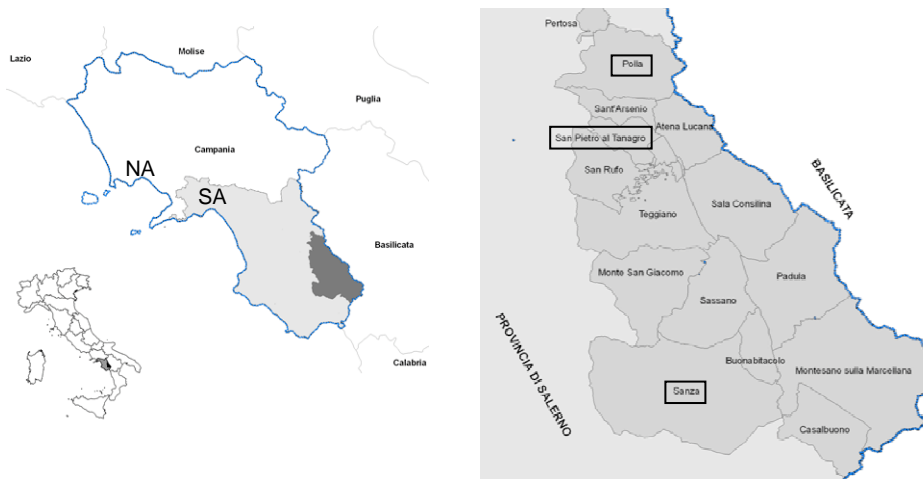 Lazio
Molise
Puglia
Campania
NA
SA
Basilicata
Calabria
Pertosa
Polla
Sant'Arsenio
San Pietro al Tanagro
Atena Lucana
San Rufo
BASILICATA
Teggiano
Sala Consilina
Monte San Giacomo
Padula
Sassano
PROVINCIA DI SALERNO
Buonabitacolo
Montesano sulla Marcellana
Sanza
Casalbuono